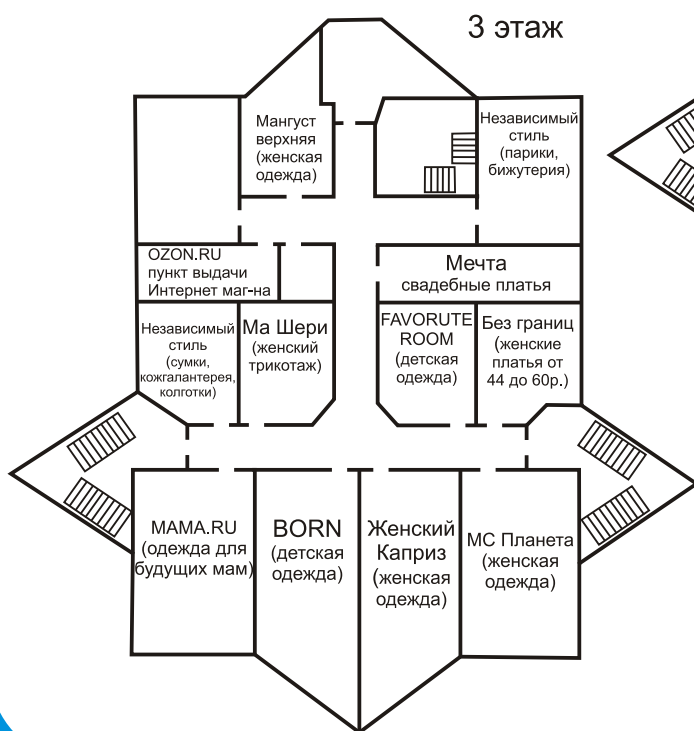 3 этаж
Мангуст
верхняя
(женская
одежда)
Независимый
стиль
(парики,
бижутерия)
OZON.RU
пункт выдачи
Интернет маг-на
Мечта
свадебные платья
Независимый
стиль
(сумки,
кожгалантерея,
колготки)
Ма Шери
(женский
трикотаж)
FAVORUTE
ROOM
(детская
одежда)
Без границ
(женские
платья от
44 до 60р.)
MAMA.RU
(одежда для
будущих мам)
BORN
(детская
одежда)
Женский
Каприз
(женская
одежда)
МС Планета
(женская
одежда)